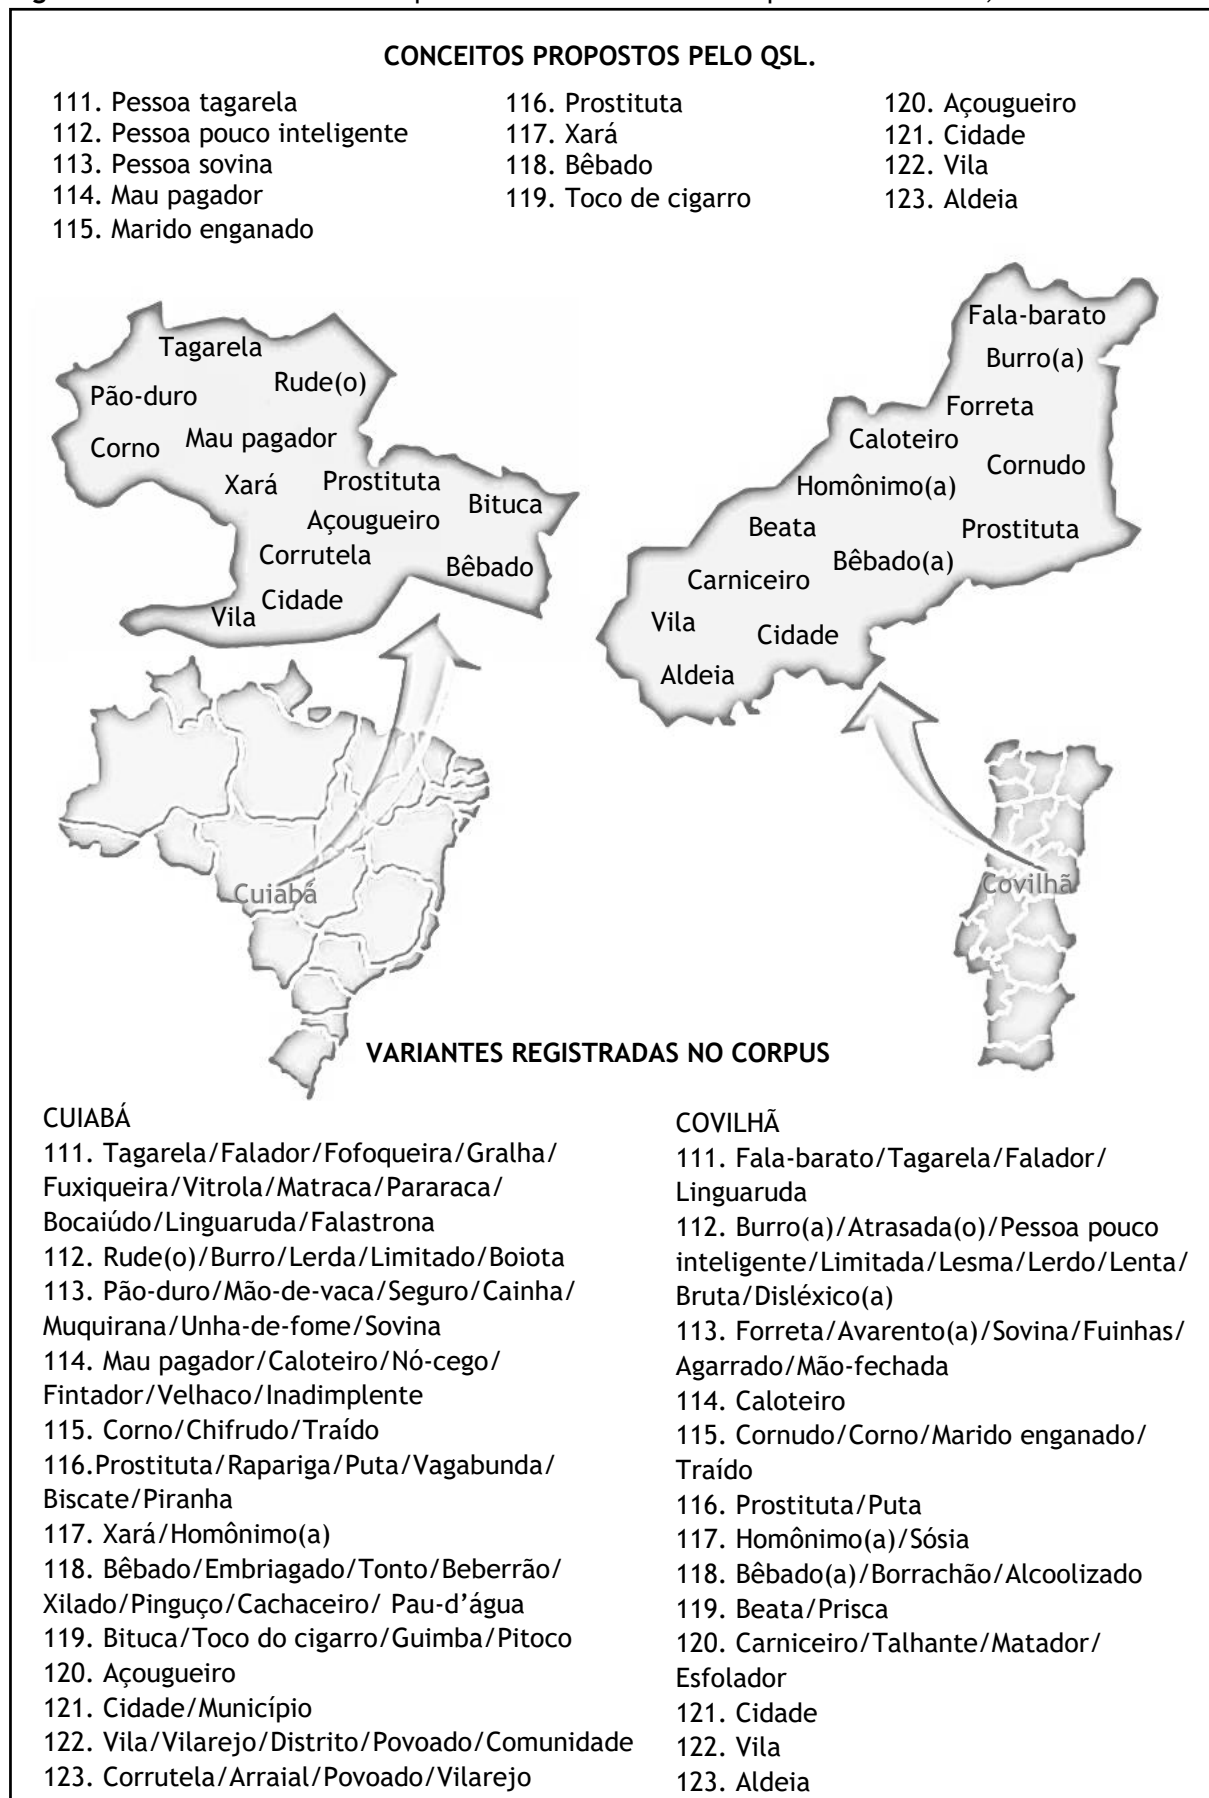 CONCEITOS PROPOSTOS PELO QSL.
111. Pessoa tagarela
112. Pessoa pouco inteligente
113. Pessoa sovina
114. Mau pagador
115. Marido enganado
116. Prostituta
117. Xará
118. Bêbado
119. Toco de cigarro
120. Açougueiro
121. Cidade
122. Vila
123. Aldeia
Tagarela
Rude(o)
Pão-duro
Mau pagador
Corno
Xará
Prostituta
Bituca
Açougueiro
Corrutela
Bêbado
Cidade
Vila
Fala-barato
Burro(a)
Forreta
Caloteiro
Cornudo
Homônimo(a)
Beata
Prostituta
Bêbado(a)
Carniceiro
Vila
Cidade
Aldeia
Cuiabá
Covilhã
VARIANTES REGISTRADAS NO CORPUS
CUIABÁ
111. Tagarela/Falador/Fofoqueira/Gralha/
Fuxiqueira/Vitrola/Matraca/Pararaca/
Bocaiúdo/Linguaruda/Falastrona
112. Rude(o)/Burro/Lerda/Limitado/Boiota
113. Pão-duro/Mão-de-vaca/Seguro/Cainha/
Muquirana/Unha-de-fome/Sovina
114. Mau pagador/Caloteiro/Nó-cego/
Fintador/Velhaco/Inadimplente
115. Corno/Chifrudo/Traído
116.Prostituta/Rapariga/Puta/Vagabunda/
Biscate/Piranha
117. Xará/Homônimo(a)
118. Bêbado/Embriagado/Tonto/Beberrão/
Xilado/Pinguço/Cachaceiro/ Pau-d’água
119. Bituca/Toco do cigarro/Guimba/Pitoco
120. Açougueiro
121. Cidade/Município
122. Vila/Vilarejo/Distrito/Povoado/Comunidade
123. Corrutela/Arraial/Povoado/Vilarejo
COVILHÃ
111. Fala-barato/Tagarela/Falador/
Linguaruda
112. Burro(a)/Atrasada(o)/Pessoa pouco
inteligente/Limitada/Lesma/Lerdo/Lenta/
Bruta/Disléxico(a)
113. Forreta/Avarento(a)/Sovina/Fuinhas/
Agarrado/Mão-fechada
114. Caloteiro
115. Cornudo/Corno/Marido enganado/
Traído
116. Prostituta/Puta
117. Homônimo(a)/Sósia
118. Bêbado(a)/Borrachão/Alcoolizado
119. Beata/Prisca
120. Carniceiro/Talhante/Matador/
Esfolador
121. Cidade
122. Vila
123. Aldeia